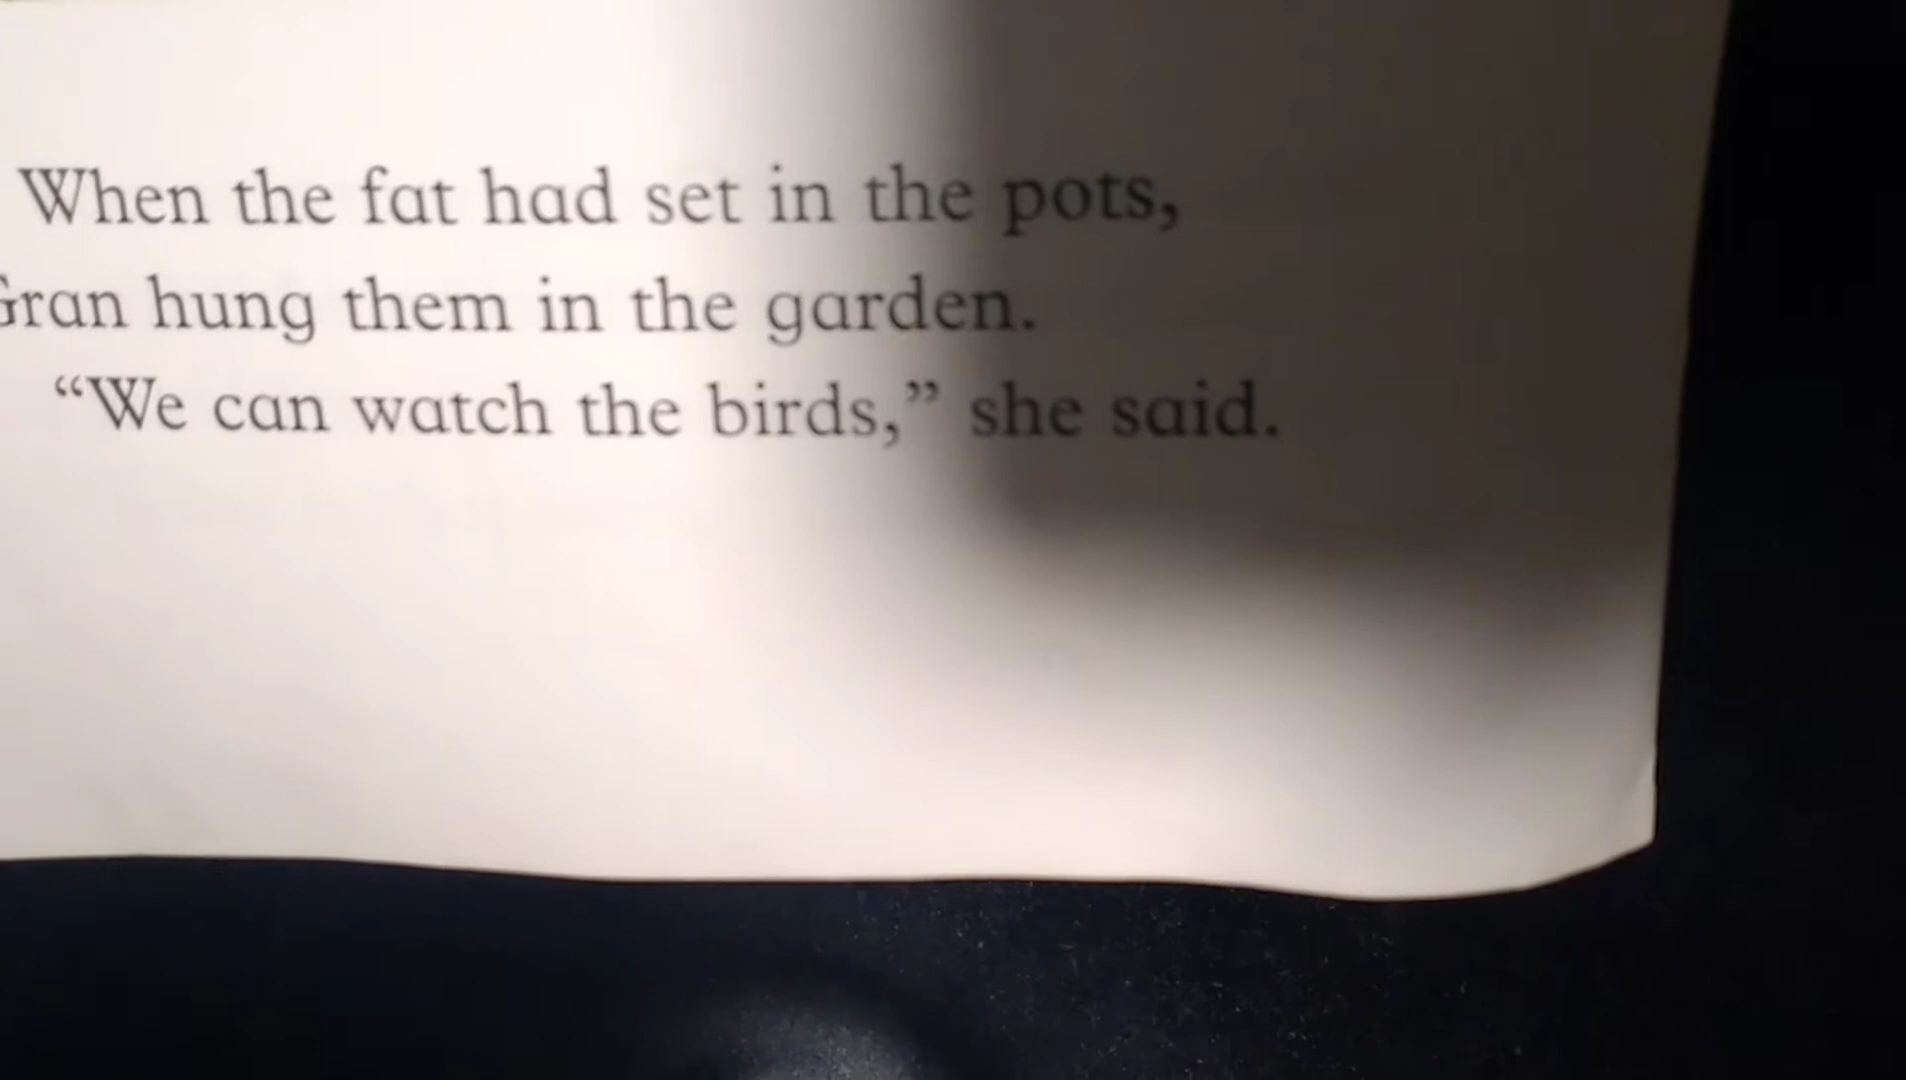 When the fat had set in the pots,
Gran hung them in the garden.
“We can watch the birds,” she said.